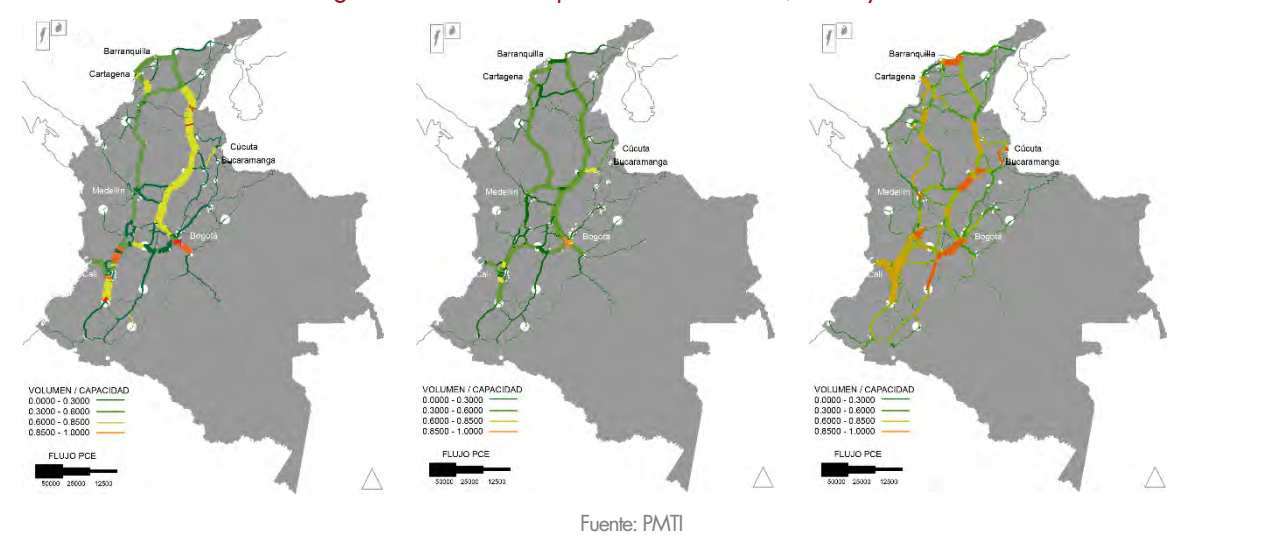 Barranquilla
Cartagena
Cúcuta
Bucaramanga
Medellín
Bogotá
Cali
VOLUMEN / CAPACIDAD
0.0000 - 0.3000
0.3000 - 0.6000
0.6000 - 0.8500
0.8500 - 1.0000
FLUJO PCE
50000 25000 12500
Barranquilla
Cartagena
Cúcuta
Bucaramanga
Medellín
Bogotá
Cali
VOLUMEN / CAPACIDAD
0.0000 - 0.3000
0.3000 - 0.6000
0.6000 - 0.8500
0.8500 - 1.0000
FLUJO PCE
50000 25000 12500
Barranquilla
Cartagena
Cúcuta
Bucaramanga
Medellín
Bogotá
Cali
VOLUMEN / CAPACIDAD
0.0000 - 0.3000
0.3000 - 0.6000
0.6000 - 0.8500
0.8500 - 1.0000
FLUJO PCE
50000 25000 12500
Fuente: PMTI